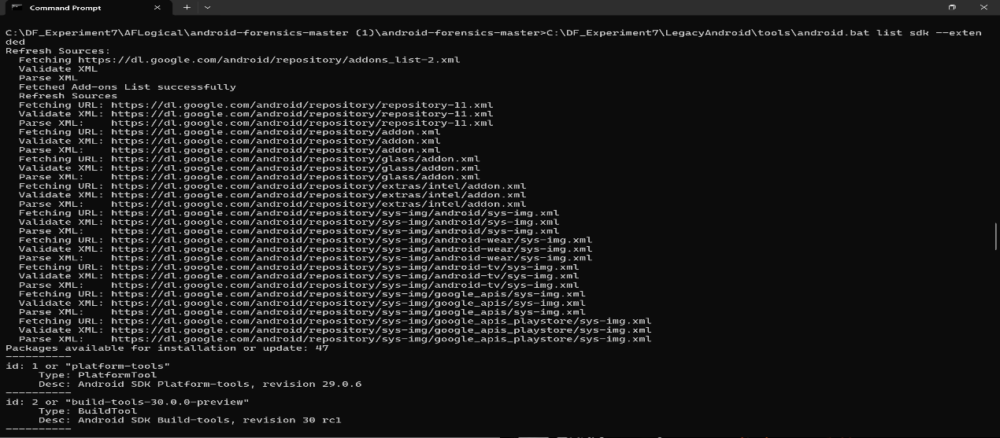 Command Prompt
C:\DF_Experiment7\AFLogical\android-forensics-master (1)\android-forensics-master>C:\DF_Experiment7\LegacyAndroid\tools\android.bat list sdk --exten
ded
Refresh Sources:
  Fetching https://dl.google.com/android/repository/addons_list-2.xml
  Validate XML
  Parse XML
  Fetched Add-ons List successfully
  Refresh Sources
  Fetching URL: https://dl.google.com/android/repository/repository-11.xml
  Validate XML: https://dl.google.com/android/repository/repository-11.xml
  Parse XML:    https://dl.google.com/android/repository/repository-11.xml
  Fetching URL: https://dl.google.com/android/repository/addon.xml
  Validate XML: https://dl.google.com/android/repository/addon.xml
  Parse XML:    https://dl.google.com/android/repository/addon.xml
  Fetching URL: https://dl.google.com/android/repository/glass/addon.xml
  Validate XML: https://dl.google.com/android/repository/glass/addon.xml
  Parse XML:    https://dl.google.com/android/repository/glass/addon.xml
  Fetching URL: https://dl.google.com/android/repository/extras/intel/addon.xml
  Validate XML: https://dl.google.com/android/repository/extras/intel/addon.xml
  Parse XML:    https://dl.google.com/android/repository/extras/intel/addon.xml
  Fetching URL: https://dl.google.com/android/repository/sys-img/android/sys-img.xml
  Validate XML: https://dl.google.com/android/repository/sys-img/android/sys-img.xml
  Parse XML:    https://dl.google.com/android/repository/sys-img/android/sys-img.xml
  Fetching URL: https://dl.google.com/android/repository/sys-img/android-wear/sys-img.xml
  Validate XML: https://dl.google.com/android/repository/sys-img/android-wear/sys-img.xml
  Parse XML:    https://dl.google.com/android/repository/sys-img/android-wear/sys-img.xml
  Fetching URL: https://dl.google.com/android/repository/sys-img/android-tv/sys-img.xml
  Validate XML: https://dl.google.com/android/repository/sys-img/android-tv/sys-img.xml
  Parse XML:    https://dl.google.com/android/repository/sys-img/android-tv/sys-img.xml
  Fetching URL: https://dl.google.com/android/repository/sys-img/google_apis/sys-img.xml
  Validate XML: https://dl.google.com/android/repository/sys-img/google_apis/sys-img.xml
  Parse XML:    https://dl.google.com/android/repository/sys-img/google_apis/sys-img.xml
  Fetching URL: https://dl.google.com/android/repository/sys-img/google_apis_playstore/sys-img.xml
  Validate XML: https://dl.google.com/android/repository/sys-img/google_apis_playstore/sys-img.xml
  Parse XML:    https://dl.google.com/android/repository/sys-img/google_apis_playstore/sys-img.xml
Packages available for installation or update: 47
----------
id: 1 or "platform-tools"
     Type: PlatformTool
     Desc: Android SDK Platform-tools, revision 29.0.6
----------
id: 2 or "build-tools-30.0.0-preview"
     Type: BuildTool
     Desc: Android SDK Build-tools, revision 30 rc1
----------